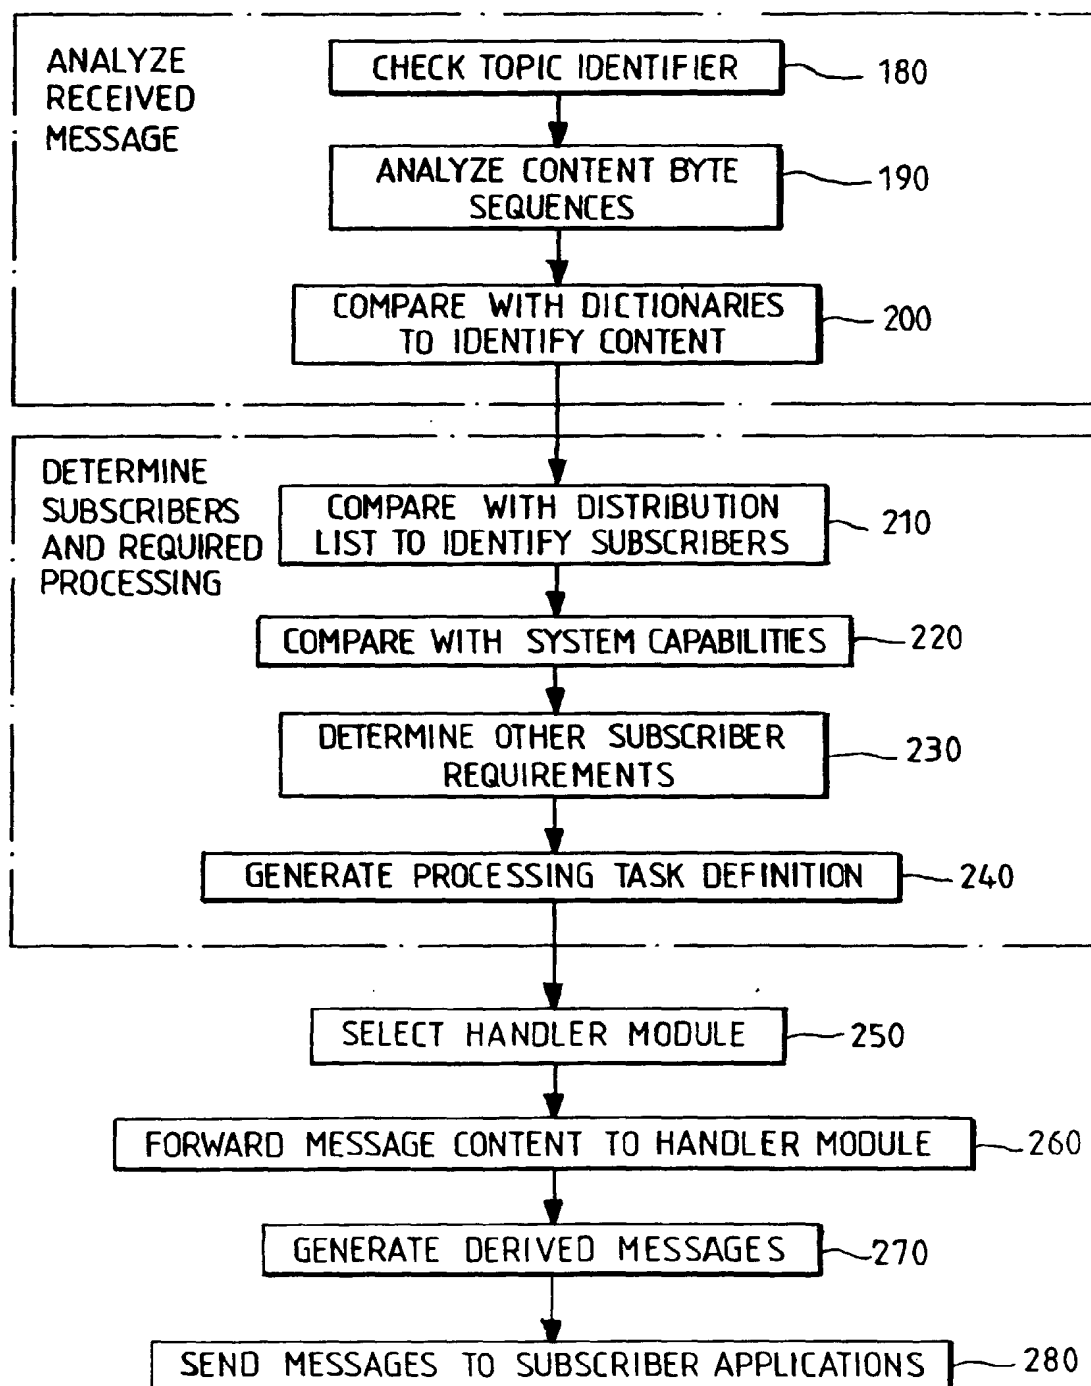 ANALYZE
RECEIVED
MESSAGE
CHECK TOPIC IDENTIFIER
180
ANALYZE CONTENT BYTE
SEQUENCES
190
COMPARE WITH DICTIONARIES
TO IDENTIFY CONTENT
200
DETERMINE
SUBSCRIBERS
AND REQUIRED
PROCESSING
COMPARE WITH DISTRIBUTION
LIST TO IDENTIFY SUBSCRIBERS
210
COMPARE WITH SYSTEM CAPABILITIES
220
DETERMINE OTHER SUBSCRIBER
REQUIREMENTS
230
GENERATE PROCESSING TASK DEFINITION
240
SELECT HANDLER MODULE
250
FORWARD MESSAGE CONTENT TO HANDLER MODULE
260
GENERATE DERIVED MESSAGES
270
SEND MESSAGES TO SUBSCRIBER APPLICATIONS
280